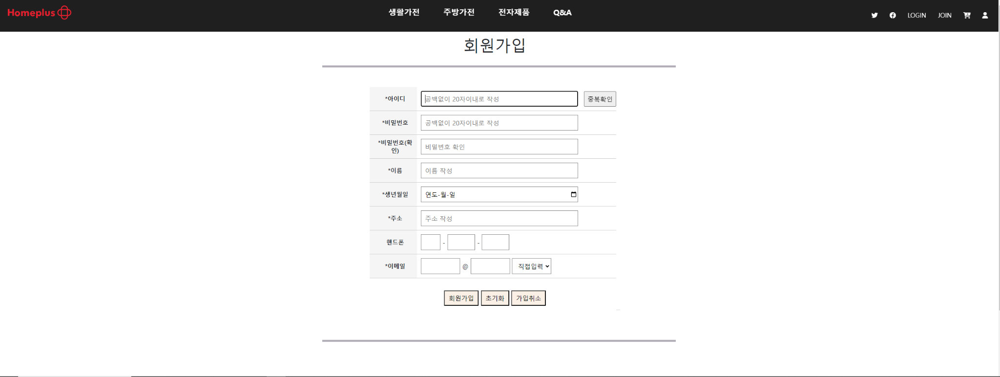 Homeplus 생활가전 주방가전 전자제품 Q&A LOGIN JOIN
회원가입
*아이디 공백없이 20자이내로 작성 중복확인
*비밀번호 공백없이 20자이내로 작성
*비밀번호(확
인) 비밀번호 확인
*이름 이름 작성
*생년월일 연도-월-일
*주소 주소 작성
핸드폰 - -
*이메일 @ 직접입력
회원가입 초기화 가입취소